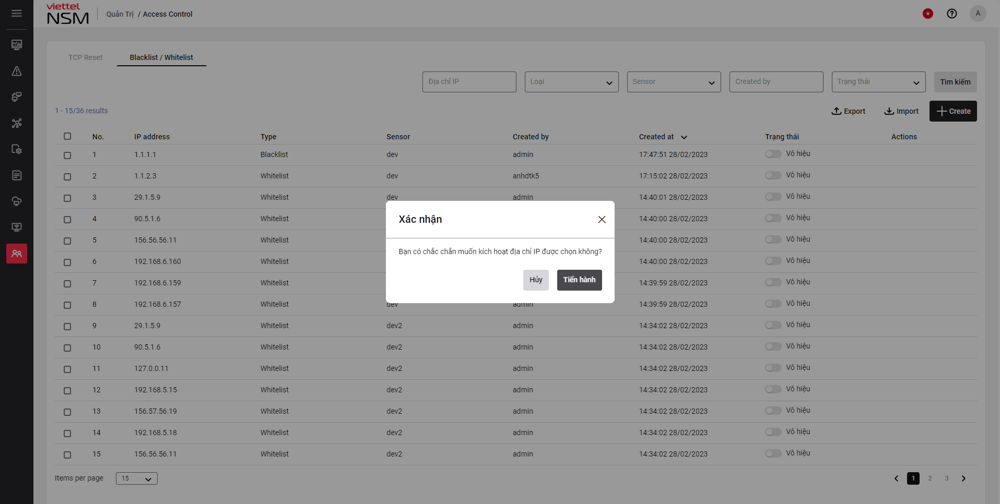 viettel
NSM
Quản Trị / Access Control
A
TCP Reset
Blacklist / Whitelist
Địa chỉ IP
Loại
Sensor
Created by
Trạng thái
Tìm kiếm
1 - 15/36 results
Export
Import
Create
No. IP address Type Sensor Created by Created at Trạng thái Actions
1 1.1.1.1 Blacklist dev admin 17:47:51 28/02/2023 Vô hiệu
2 1.1.2.3 Whitelist dev anhdtk5 17:15:02 28/02/2023 Vô hiệu
3 29.1.5.9 Whitelist dev admin 14:40:01 28/02/2023 Vô hiệu
4 90.5.1.6 Whitelist 14:40:00 28/02/2023 Vô hiệu
5 156.56.56.11 Whitelist 14:40:00 28/02/2023 Vô hiệu
6 192.168.6.160 Whitelist 14:40:00 28/02/2023 Vô hiệu
7 192.168.6.159 Whitelist 14:39:59 28/02/2023 Vô hiệu
8 192.168.6.157 Whitelist dev admin 14:39:59 28/02/2023 Vô hiệu
9 29.1.5.9 Whitelist dev2 admin 14:34:02 28/02/2023 Vô hiệu
10 90.5.1.6 Whitelist dev2 admin 14:34:02 28/02/2023 Vô hiệu
11 127.0.0.11 Whitelist dev2 admin 14:34:02 28/02/2023 Vô hiệu
12 192.168.5.15 Whitelist dev2 admin 14:34:02 28/02/2023 Vô hiệu
13 156.57.56.19 Whitelist dev2 admin 14:34:02 28/02/2023 Vô hiệu
14 192.168.5.18 Whitelist dev2 admin 14:34:02 28/02/2023 Vô hiệu
15 156.56.56.11 Whitelist dev2 admin 14:34:02 28/02/2023 Vô hiệu
Xác nhận
Bạn có chắc chắn muốn kích hoạt địa chỉ IP được chọn không?
Hủy
Tiến hành
Items per page 15
1 2 3